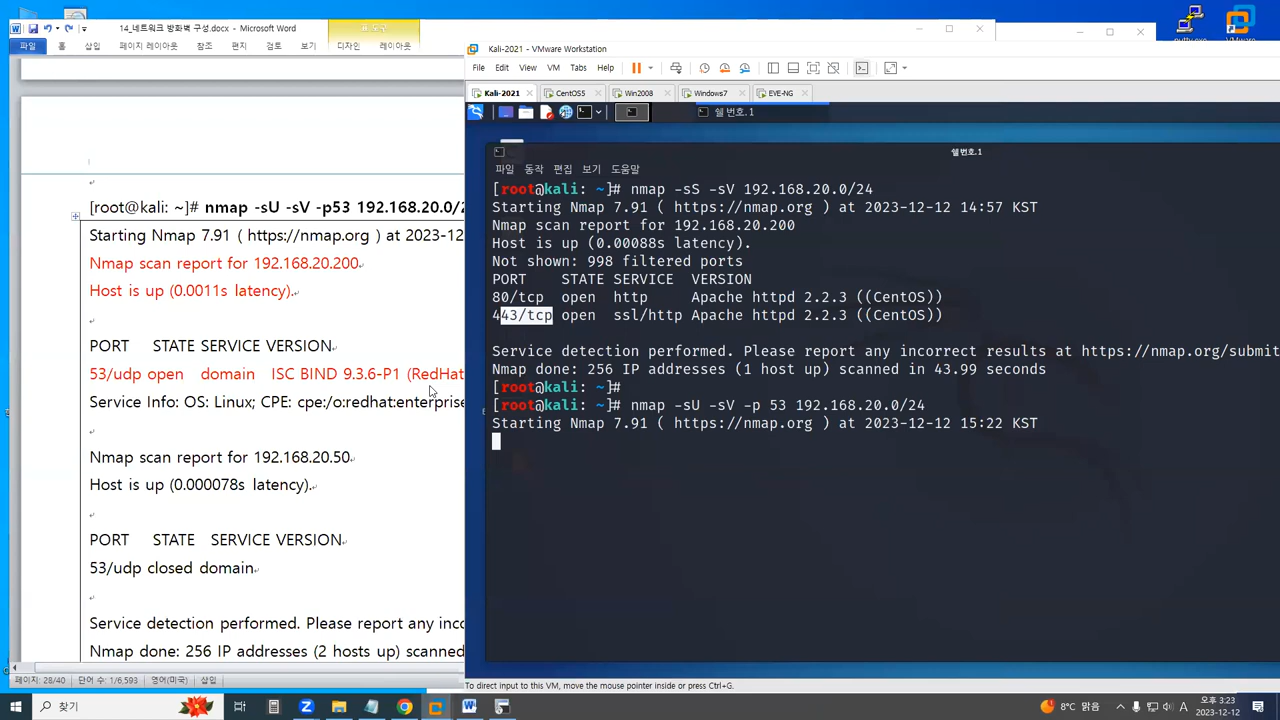 14_네트워크 방화벽 구성.docx - Microsoft Word
표 도구
파일 홈 삽입 페이지 레이아웃 참조 편지 검토 보기 디자인 레이아웃
[root@kali: ~]# nmap -sU -sV -p53 192.168.20.0/2
Starting Nmap 7.91 ( https://nmap.org ) at 2023-12
Nmap scan report for 192.168.20.200
Host is up (0.0011s latency).
PORT STATE SERVICE VERSION
53/udp open domain ISC BIND 9.3.6-P1 (RedHat
Service Info: OS: Linux; CPE: cpe:/o:redhat:enterprise
Nmap scan report for 192.168.20.50
Host is up (0.000078s latency).
PORT STATE SERVICE VERSION
53/udp closed domain
Service detection performed. Please report any inco
Nmap done: 256 IP addresses (2 hosts up) scanned
페이지: 28/40 단어 수: 1/6,593 영어(미국) 삽입
putty.exe
VMware
Kali-2021 - VMware Workstation
File Edit View VM Tabs Help
Kali-2021 CentOS5 Win2008 Windows7 EVE-NG
쉘 번호.1
쉘 번호.1
파일 동작 편집 보기 도움말
[root@kali: ~]# nmap -sS -sV 192.168.20.0/24
Starting Nmap 7.91 ( https://nmap.org ) at 2023-12-12 14:57 KST
Nmap scan report for 192.168.20.200
Host is up (0.00088s latency).
Not shown: 998 filtered ports
PORT STATE SERVICE VERSION
80/tcp open http Apache httpd 2.2.3 ((CentOS))
443/tcp open ssl/http Apache httpd 2.2.3 ((CentOS))
Service detection performed. Please report any incorrect results at https://nmap.org/submit
Nmap done: 256 IP addresses (1 host up) scanned in 43.99 seconds
[root@kali: ~]#
[root@kali: ~]# nmap -sU -sV -p 53 192.168.20.0/24
Starting Nmap 7.91 ( https://nmap.org ) at 2023-12-12 15:22 KST
To direct input to this VM, move the mouse pointer inside or press Ctrl+G.
찾기
8°C 맑음
A
오후 3:23
2023-12-12